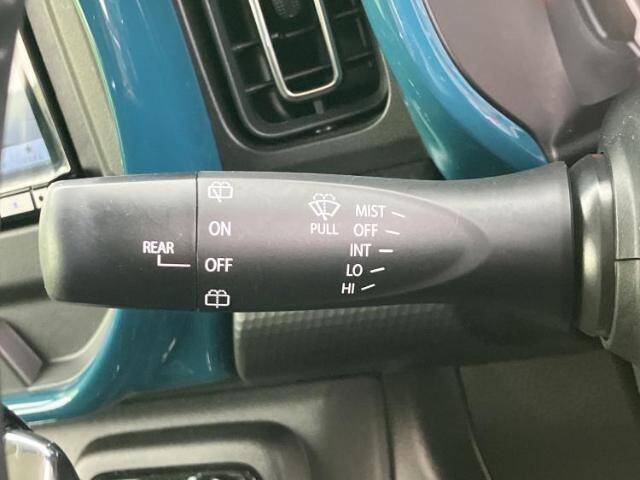 REAR
ON
OFF
PULL
MIST
OFF
INT
LO
HI